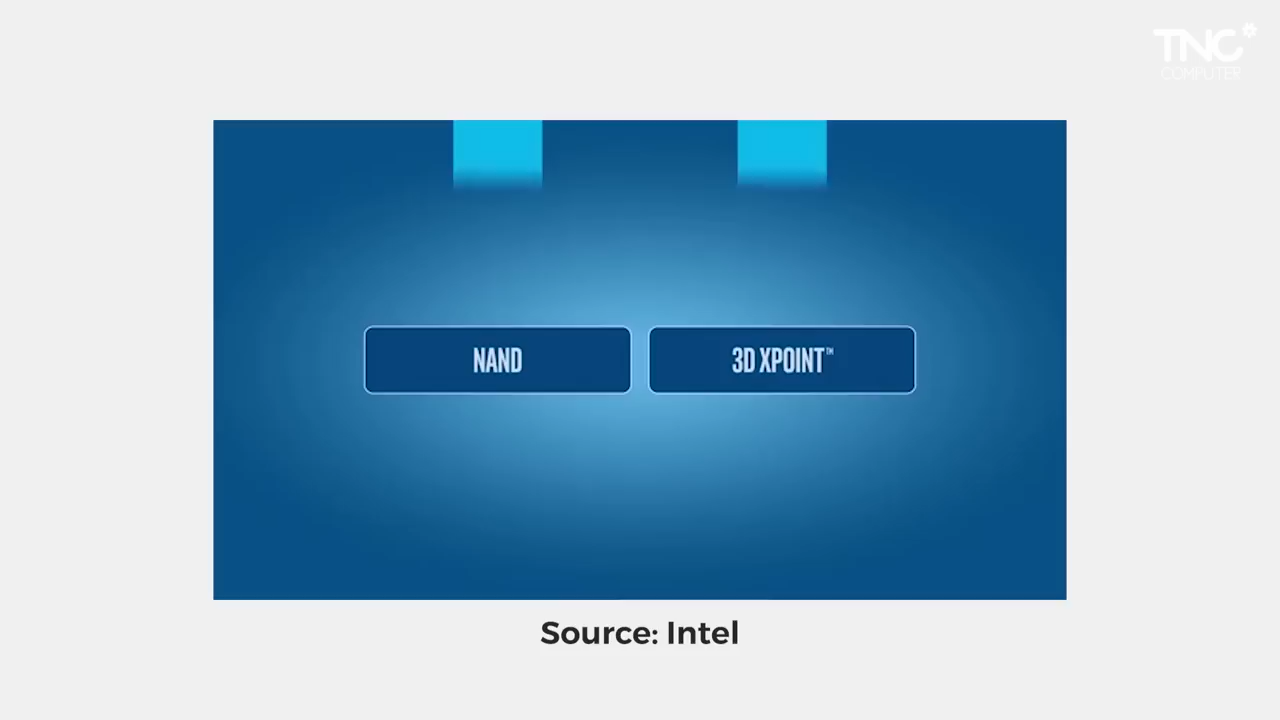 TNC
COMPUTER
NAND
3D XPOINT™
Source: Intel